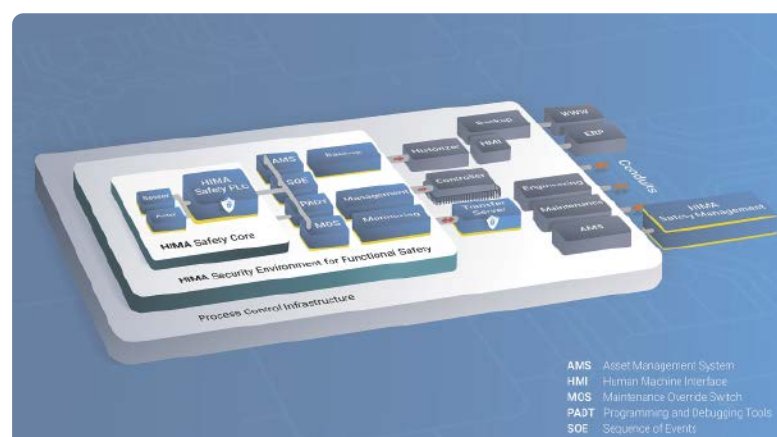 WWW
Backup
ERP
Historizer
HMI
AMS
Backup
Conduits
HIMA
Safety PLC
SOE
Controller
Engineering
Sensor
Management
Actor
PADT
Transfer
Server
Maintenance
HIMA
Safety Management
MOS
Monitoring
AMS
HIMA Safety Core
HIMA Security Environment for Functional Safety
Process Control Infrastructure
AMS Asset Management System
HMI Human Machine Interface
MOS Maintenance Override Switch
PADT Programming and Debugging Tools
SOE Sequence of Events